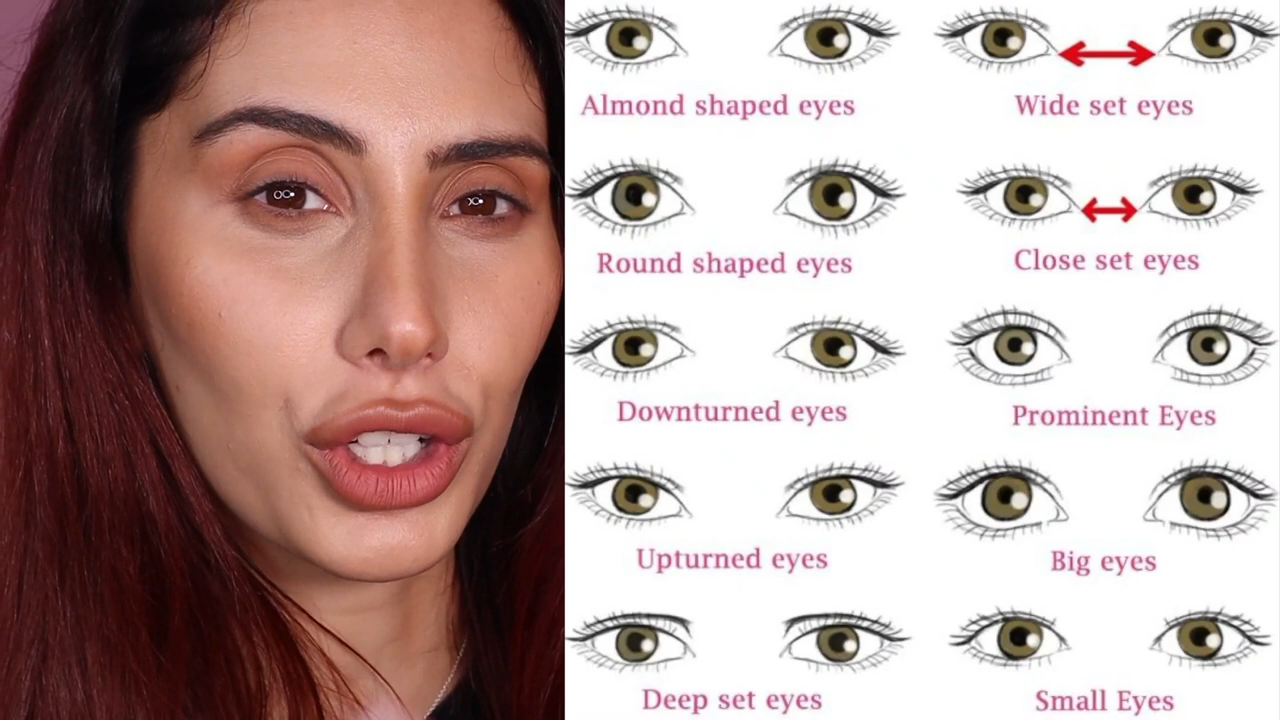 Almond shaped eyes
Wide set eyes
Round shaped eyes
Close set eyes
Downturned eyes
Prominent Eyes
Upturned eyes
Big eyes
Deep set eyes
Small Eyes